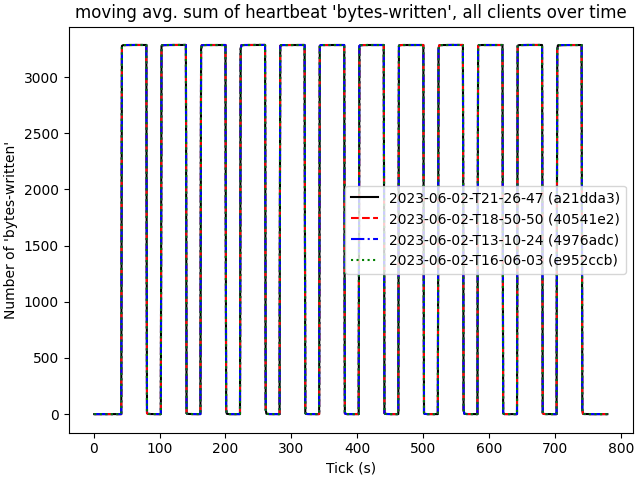 moving avg. sum of heartbeat 'bytes-written', all clients over time
Number of 'bytes-written'
3000
2500
2000
1500
1000
500
0
2023-06-02-T21-26-47 (a21dda3)
2023-06-02-T18-50-50 (40541e2)
2023-06-02-T13-10-24 (4976adc)
2023-06-02-T16-06-03 (e952ccb)
0 100 200 300 400 500 600 700 800
Tick (s)